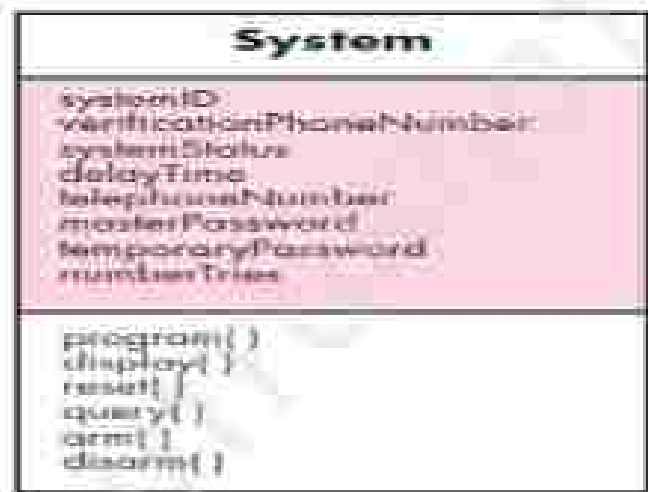 System
systemID
verificationPhoneNumber
systemStatus
delayTime
telephoneNumber
masterPassword
temporaryPassword
numberTries
program( )
display( )
reset( )
query( )
arm( )
disarm( )